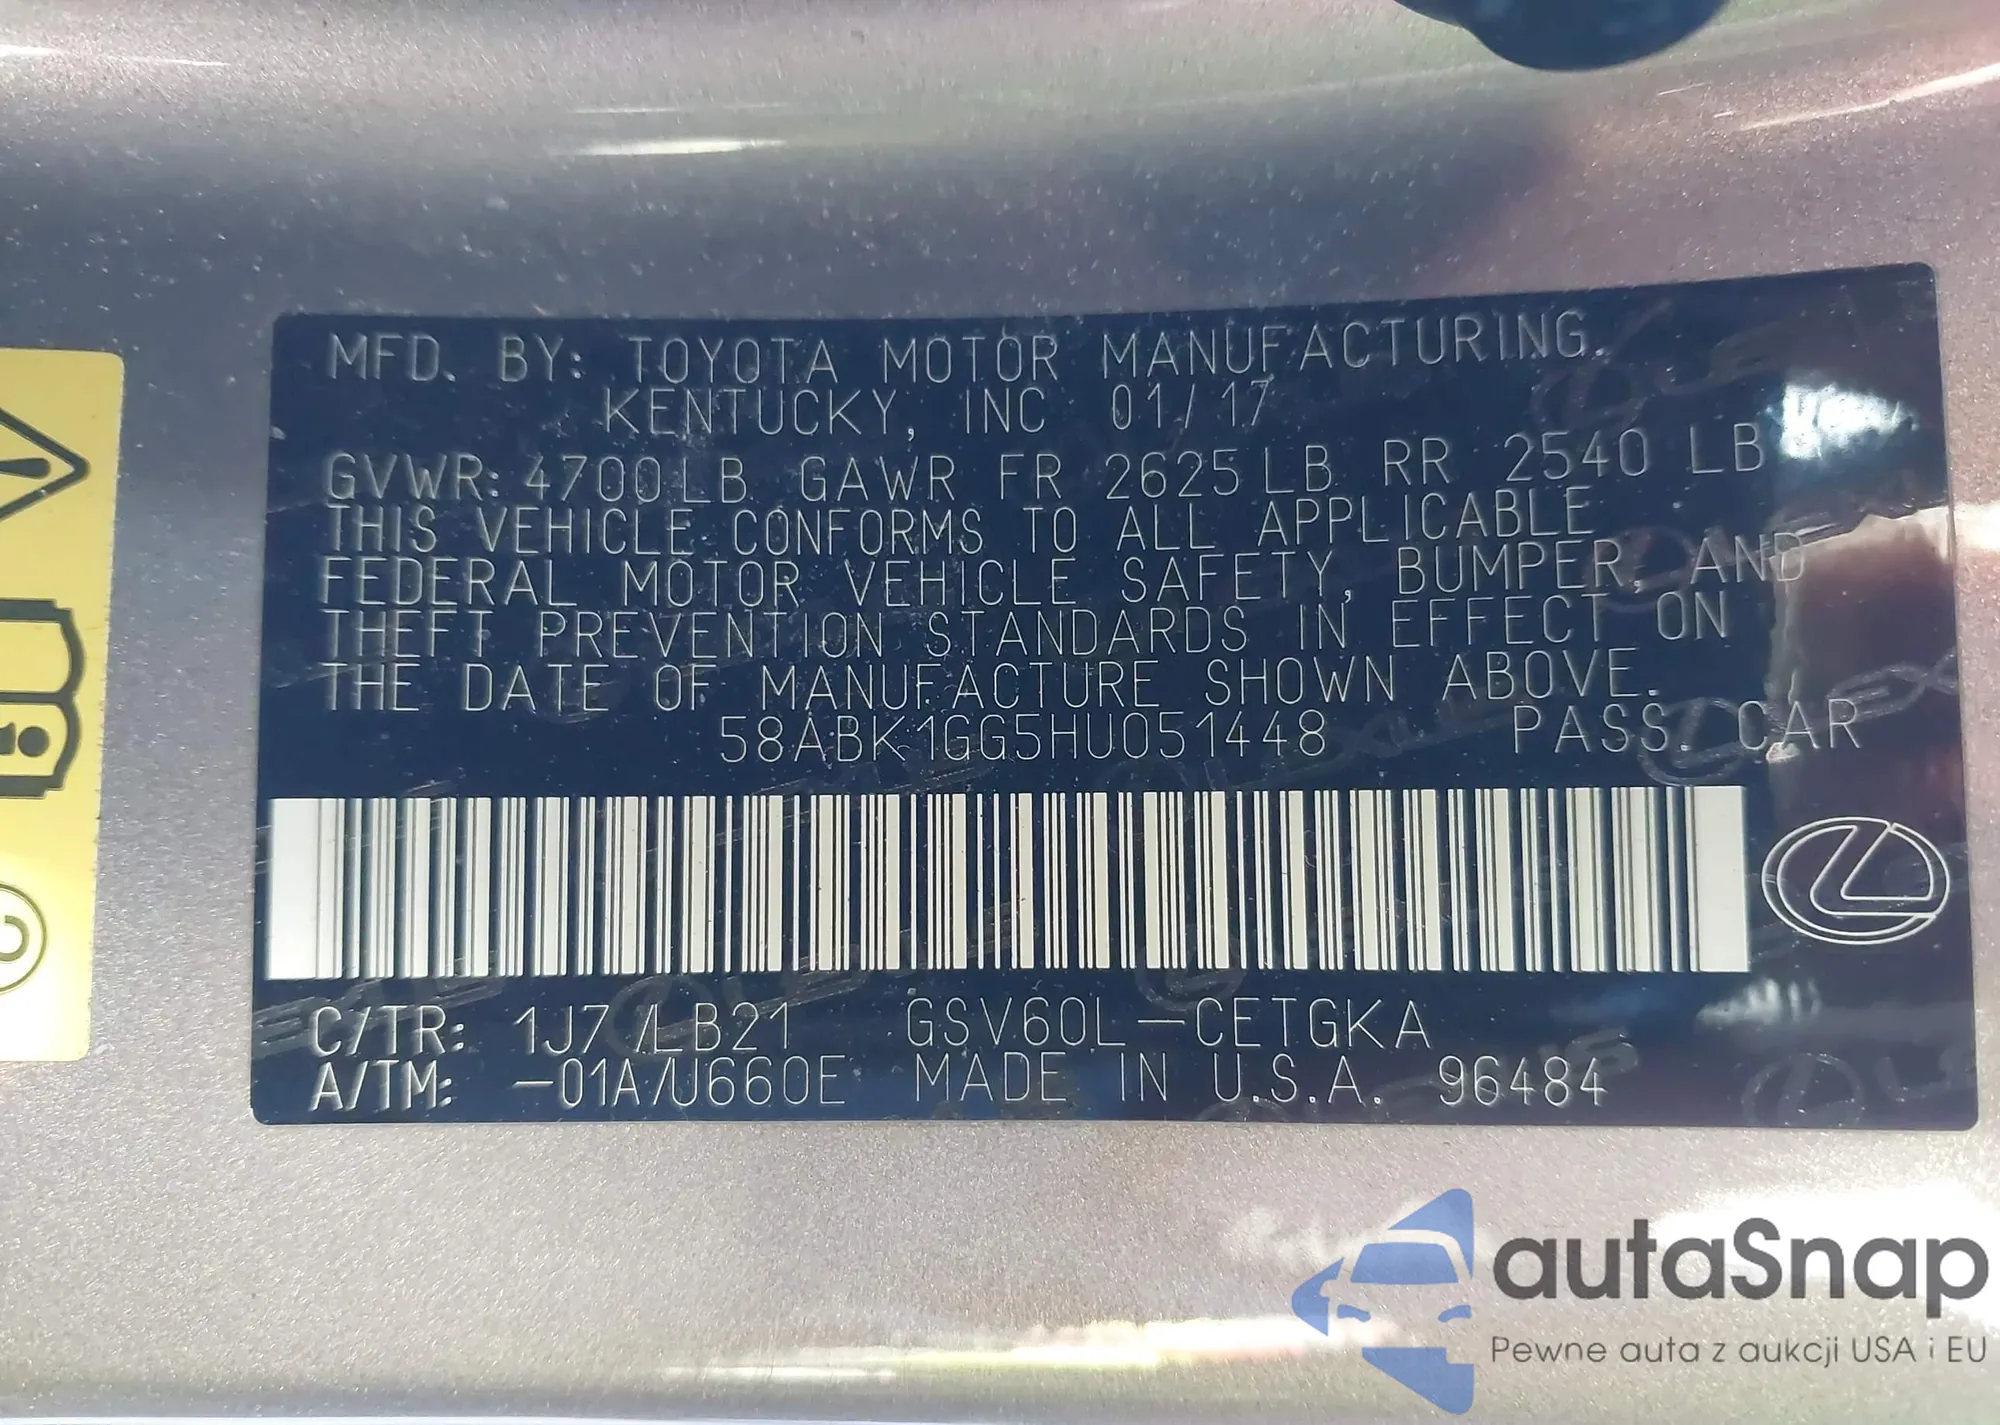 MFD. BY: TOYOTA MOTOR MANUFACTURING.
KENTUCKY, INC 01/17
GVWR: 4700LB GAWR FR 2625LB RR 2540 LB
THIS VEHICLE CONFORMS TO ALL APPLICABLE
FEDERAL MOTOR VEHICLE SAFETY, BUMPER, AND
THEFT PREVENTION STANDARDS IN EFFECT ON
THE DATE OF MANUFACTURE SHOWN ABOVE.
58ABK1GG5HU051448 PASS. CAR
C/TR: 1J7/LB21 GSV60L-CETGKA
A/TM: -01A/U660E MADE IN U.S.A. 96484
autaSnap
Pewne auta z aukcji USA i EU